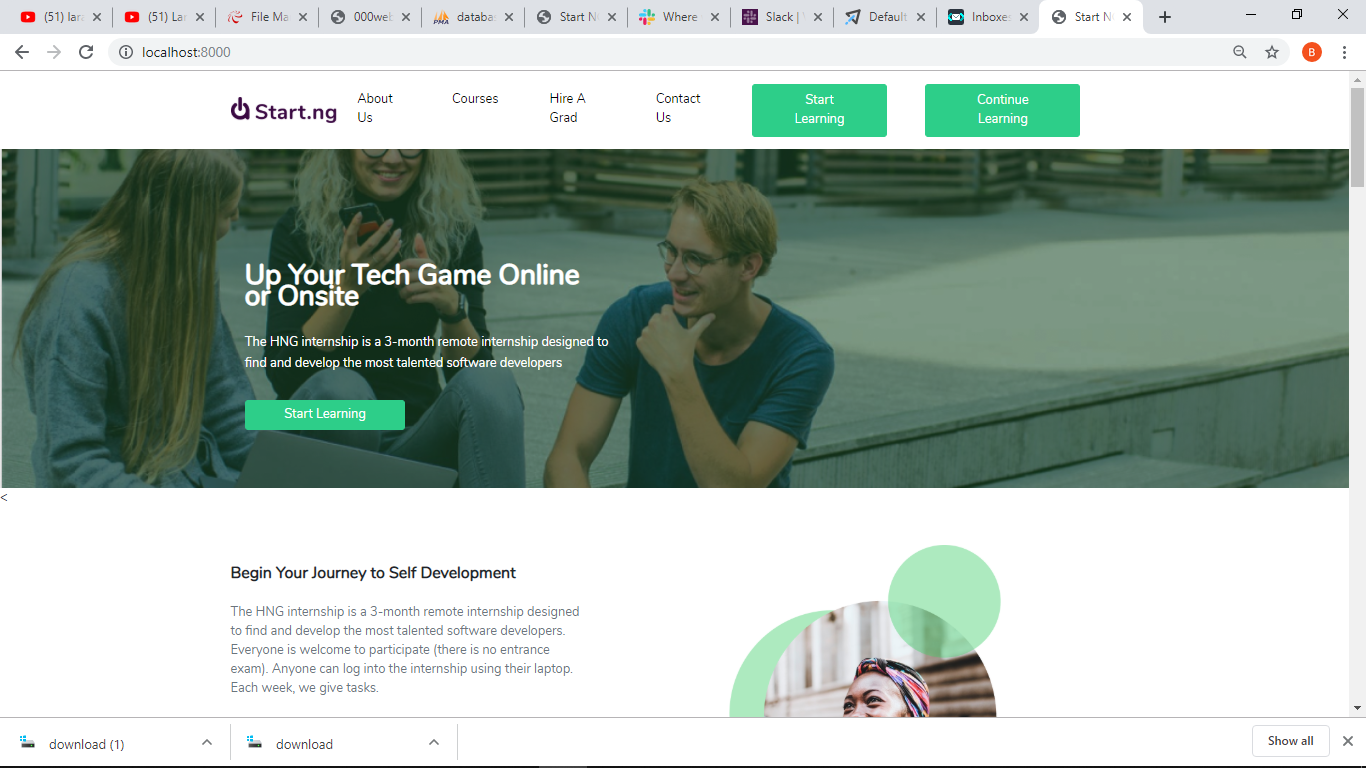 (51) lara
(51) Lar
File Ma
000web
databas
Start N
Where
Slack |
Default
Inboxes
Start N
localhost:8000
B
Start.ng
About
Us
Courses
Hire A
Grad
Contact
Us
Start
Learning
Continue
Learning
Up Your Tech Game Online
or Onsite
The HNG internship is a 3-month remote internship designed to
find and develop the most talented software developers
Start Learning
<
Begin Your Journey to Self Development
The HNG internship is a 3-month remote internship designed
to find and develop the most talented software developers.
Everyone is welcome to participate (there is no entrance
exam). Anyone can log into the internship using their laptop.
Each week, we give tasks.
download (1)
download
Show all